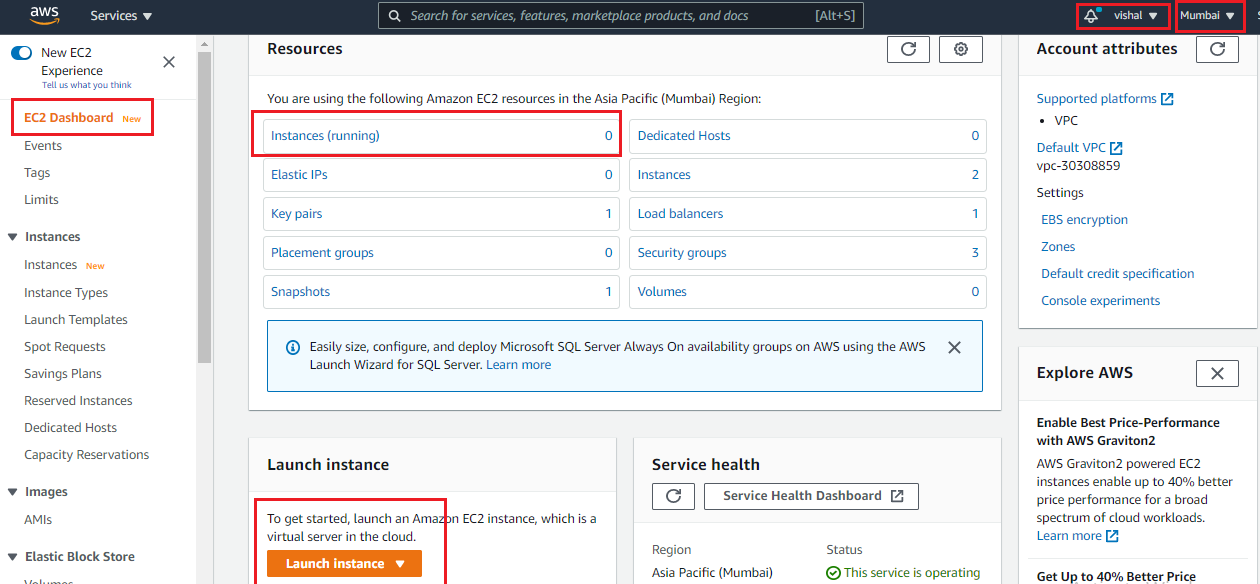 aws
Services ▼
Search for services, features, marketplace products, and docs [Alt+S]
vishal ▼
Mumbai ▼
New EC2
Experience
Tell us what you think
EC2 Dashboard New
Events
Tags
Limits
Instances
Instances New
Instance Types
Launch Templates
Spot Requests
Savings Plans
Reserved Instances
Dedicated Hosts
Capacity Reservations
Images
AMIs
Elastic Block Store
Volumes
Resources
You are using the following Amazon EC2 resources in the Asia Pacific (Mumbai) Region:
Instances (running) 0
Dedicated Hosts 0
Elastic IPs 0
Instances 2
Key pairs 1
Load balancers 1
Placement groups 0
Security groups 3
Snapshots 1
Volumes 0
Easily size, configure, and deploy Microsoft SQL Server Always On availability groups on AWS using the AWS
Launch Wizard for SQL Server. Learn more
Launch instance
To get started, launch an Amazon EC2 instance, which is a
virtual server in the cloud.
Launch instance ▼
Service health
Service Health Dashboard
Region
Status
Asia Pacific (Mumbai)
This service is operating
Account attributes
Supported platforms
• VPC
Default VPC
vpc-30308859
Settings
EBS encryption
Zones
Default credit specification
Console experiments
Explore AWS
Enable Best Price-Performance
with AWS Graviton2
AWS Graviton2 powered EC2
instances enable up to 40% better
price performance for a broad
spectrum of cloud workloads.
Learn more
Get Up to 40% Better Price